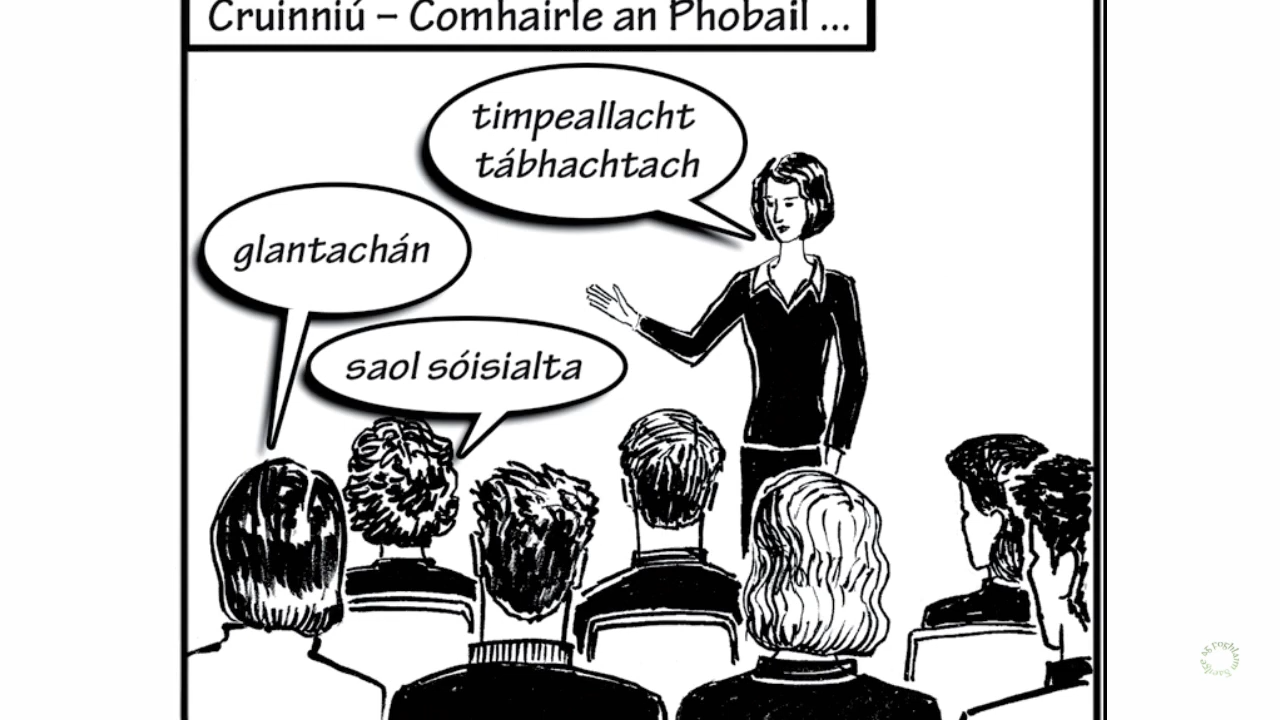 Cruinniú – Comhairle an Phobail ...
timpeallacht
tábhachtach
glantachán
saol sóisialta